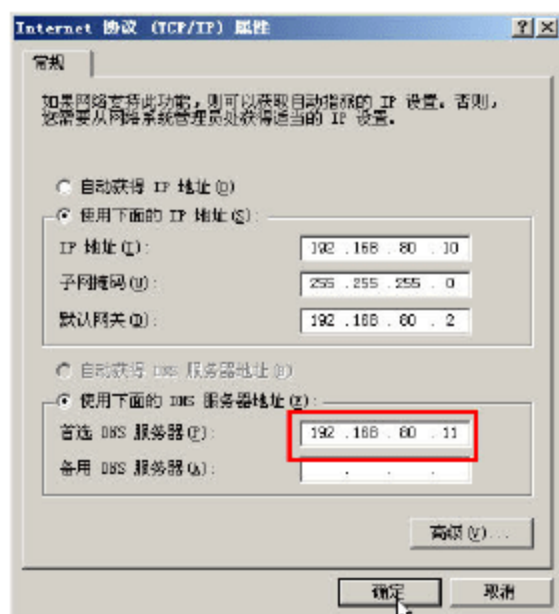 Internet 协议 (TCP/IP) 属性
常规
如果网络支持此功能，则可以获取自动指派的 IP 设置。否则，
您需要从网络系统管理员处获得适当的 IP 设置。
自动获得 IP 地址(O)
使用下面的 IP 地址(S):
IP 地址(I): 192 .168 . 80 . 10
子网掩码(U): 255 .255 .255 . 0
默认网关(D): 192 .168 . 80 . 2
自动获得 DNS 服务器地址(B)
使用下面的 DNS 服务器地址(E):
首选 DNS 服务器(P): 192 .168 . 80 . 11
备用 DNS 服务器(A): . . .
高级(V)...
确定 取消